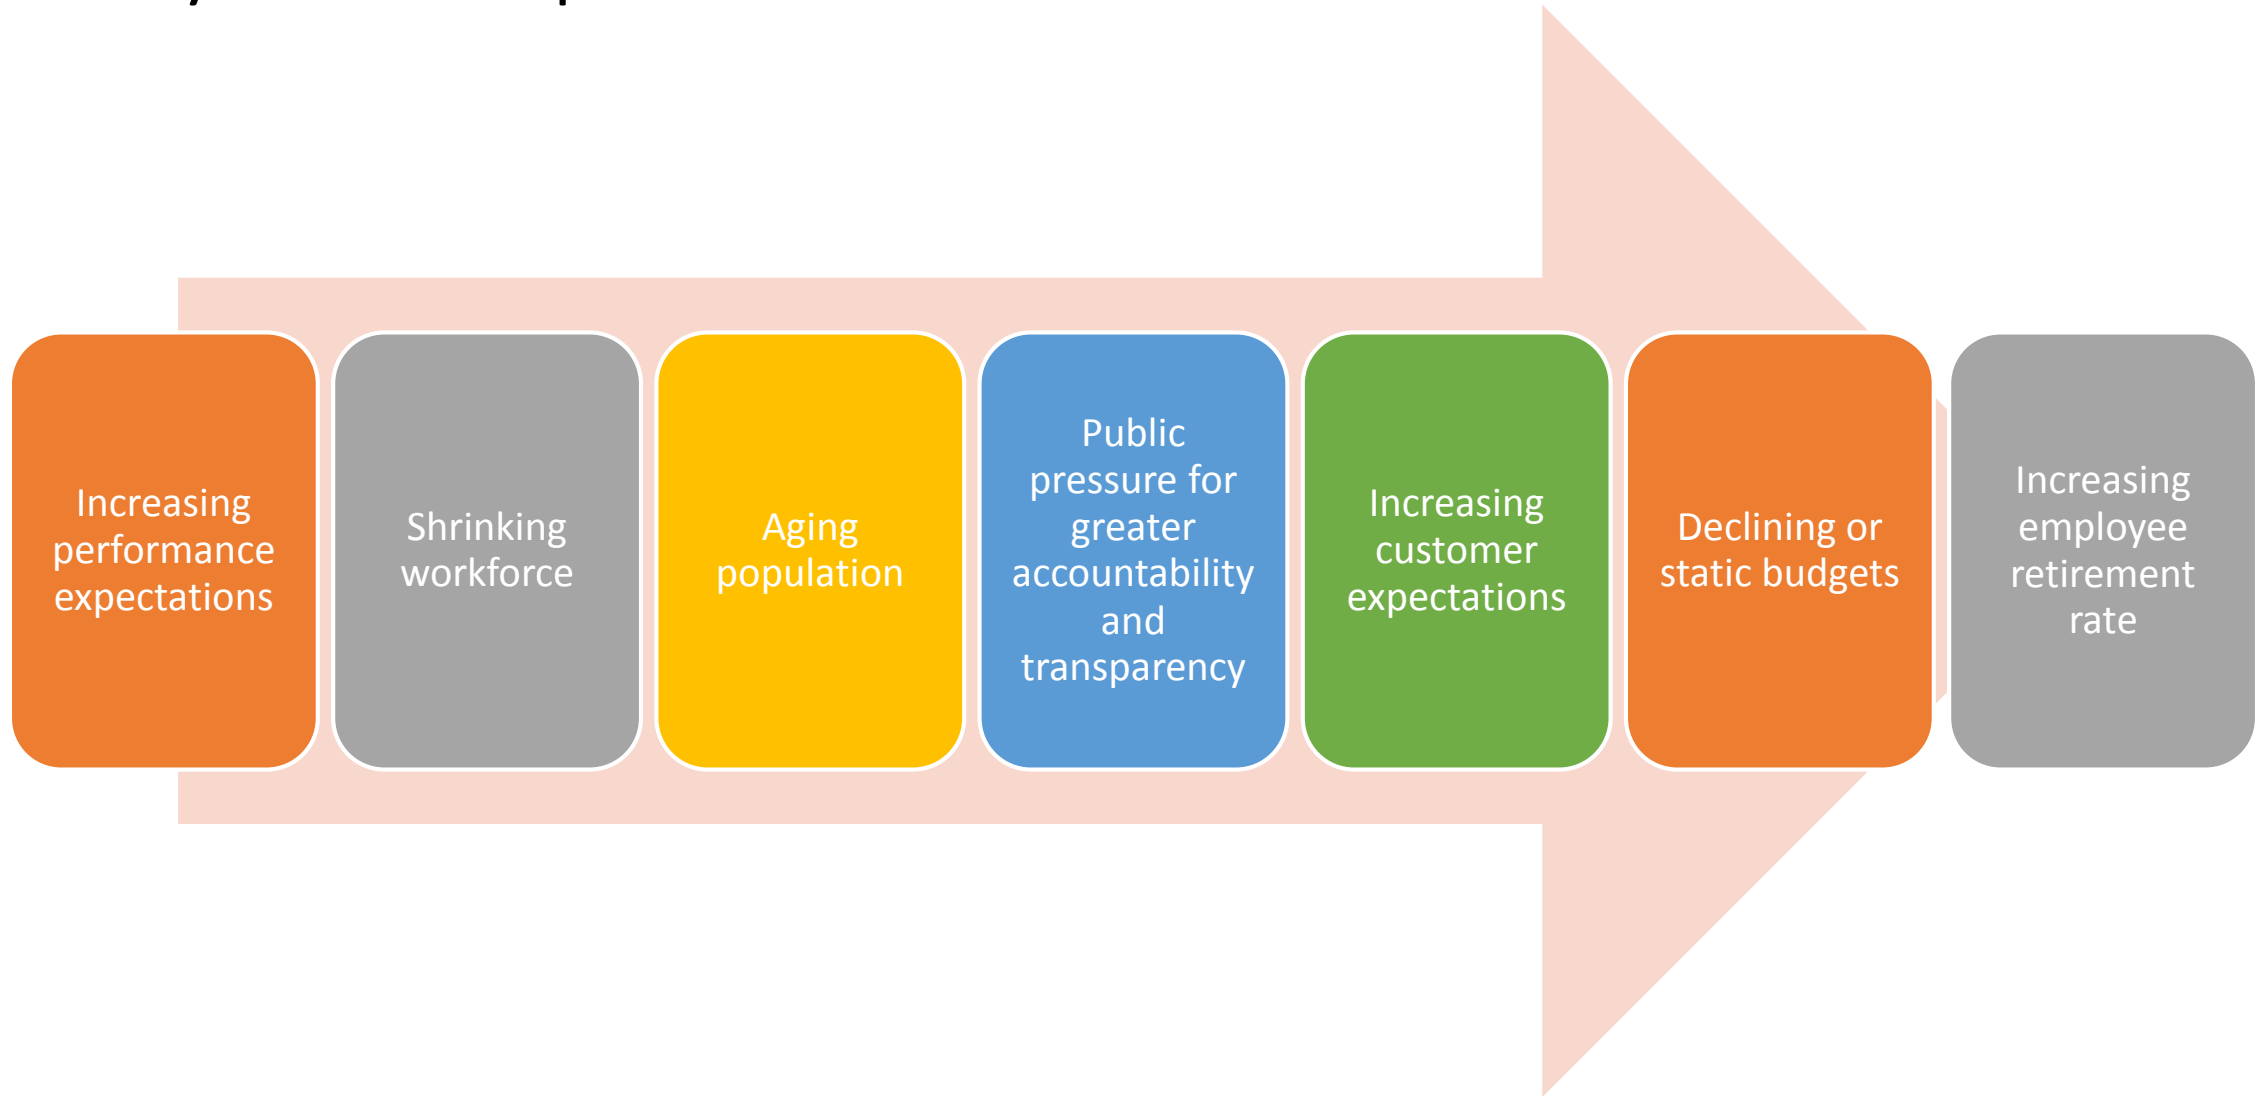 Increasing
performance
expectations
Shrinking
workforce
Aging
population
Public
pressure for
greater
accountability
and
transparency
Increasing
customer
expectations
Declining or
static budgets
Increasing
employee
retirement
rate